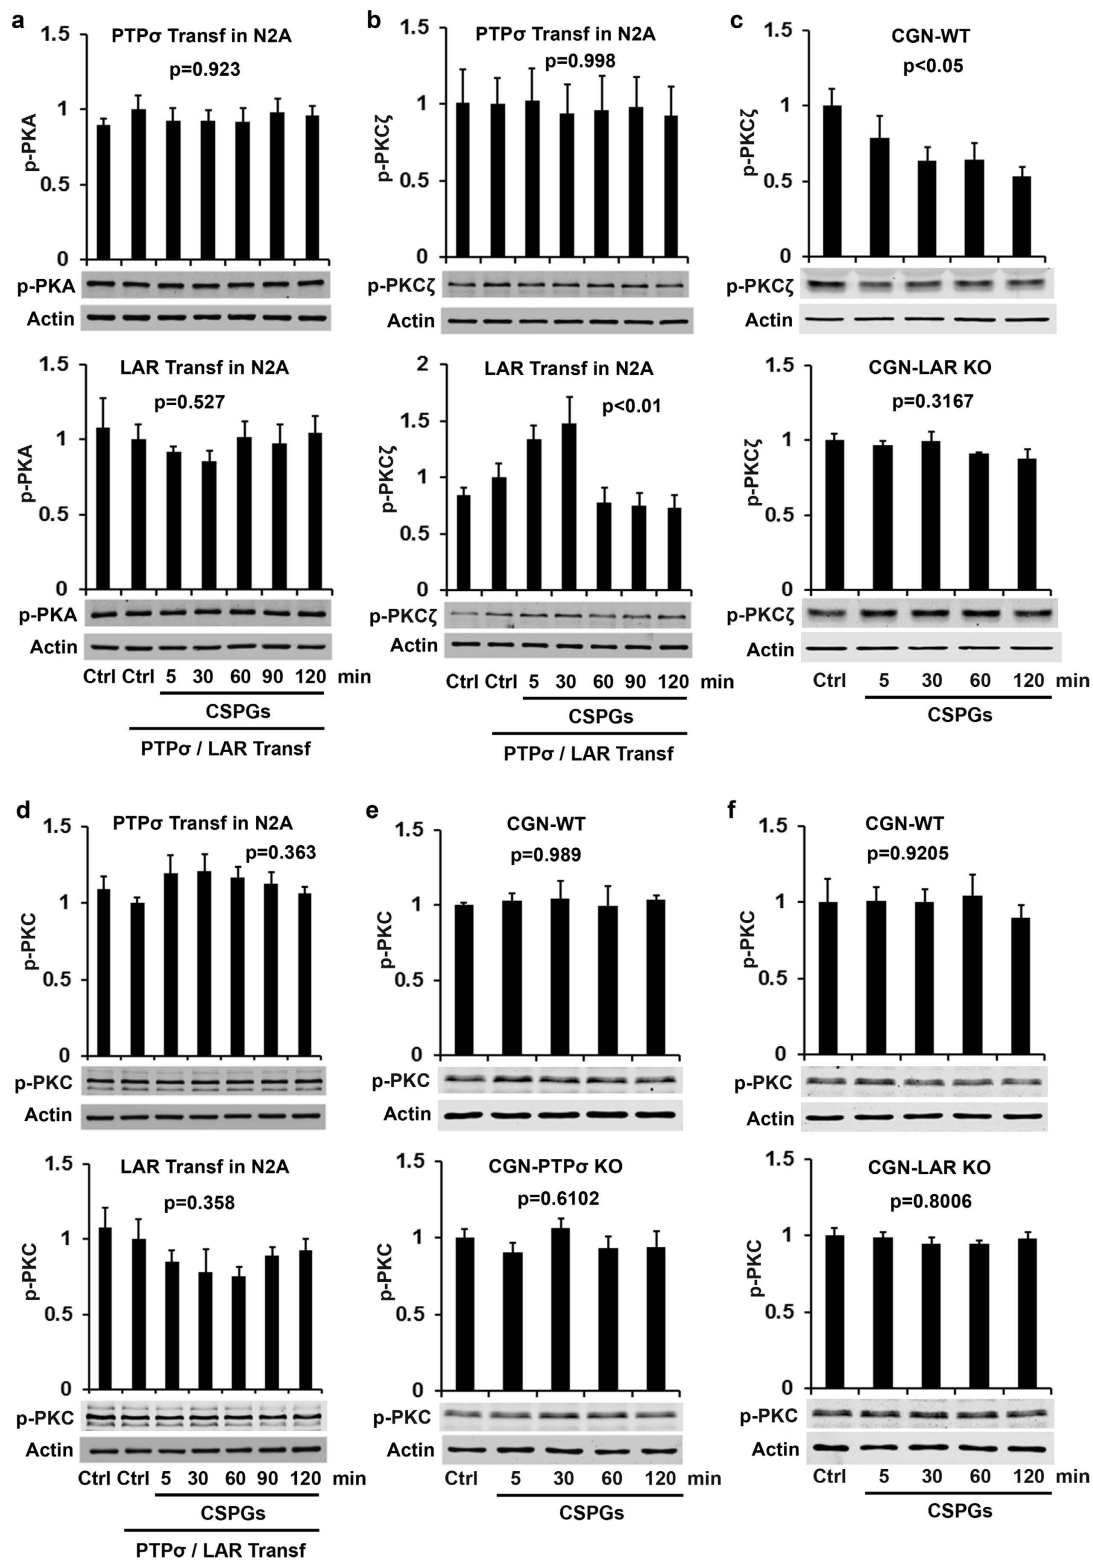 a
PTPσ Transf in N2A
p=0.923
p-PKA
1.5
1
0.5
0
p-PKA
Actin
LAR Transf in N2A
p=0.527
p-PKA
1.5
1
0.5
0
p-PKA
Actin
Ctrl Ctrl 5 30 60 90 120 min
CSPGs
PTPσ / LAR Transf
b
PTPσ Transf in N2A
p=0.998
p-PKCζ
1.5
1
0.5
0
p-PKCζ
Actin
LAR Transf in N2A
p<0.01
p-PKCζ
2
1.5
1
0.5
0
p-PKCζ
Actin
Ctrl Ctrl 5 30 60 90 120 min
CSPGs
PTPσ / LAR Transf
c
CGN-WT
p<0.05
p-PKCζ
1.5
1
0.5
0
p-PKCζ
Actin
CGN-LAR KO
p=0.3167
p-PKCζ
1.5
1
0.5
0
p-PKCζ
Actin
Ctrl 5 30 60 120 min
CSPGs
d
PTPσ Transf in N2A
p=0.363
p-PKC
1.5
1
0.5
0
p-PKC
Actin
LAR Transf in N2A
p=0.358
p-PKC
1.5
1
0.5
0
p-PKC
Actin
Ctrl Ctrl 5 30 60 90 120 min
CSPGs
PTPσ / LAR Transf
e
CGN-WT
p=0.989
p-PKC
1.5
1
0.5
0
p-PKC
Actin
CGN-PTPσ KO
p=0.6102
p-PKC
1.5
1
0.5
0
p-PKC
Actin
Ctrl 5 30 60 120 min
CSPGs
f
CGN-WT
p=0.9205
p-PKC
1.5
1
0.5
0
p-PKC
Actin
CGN-LAR KO
p=0.8006
p-PKC
1.5
1
0.5
0
p-PKC
Actin
Ctrl 5 30 60 120 min
CSPGs